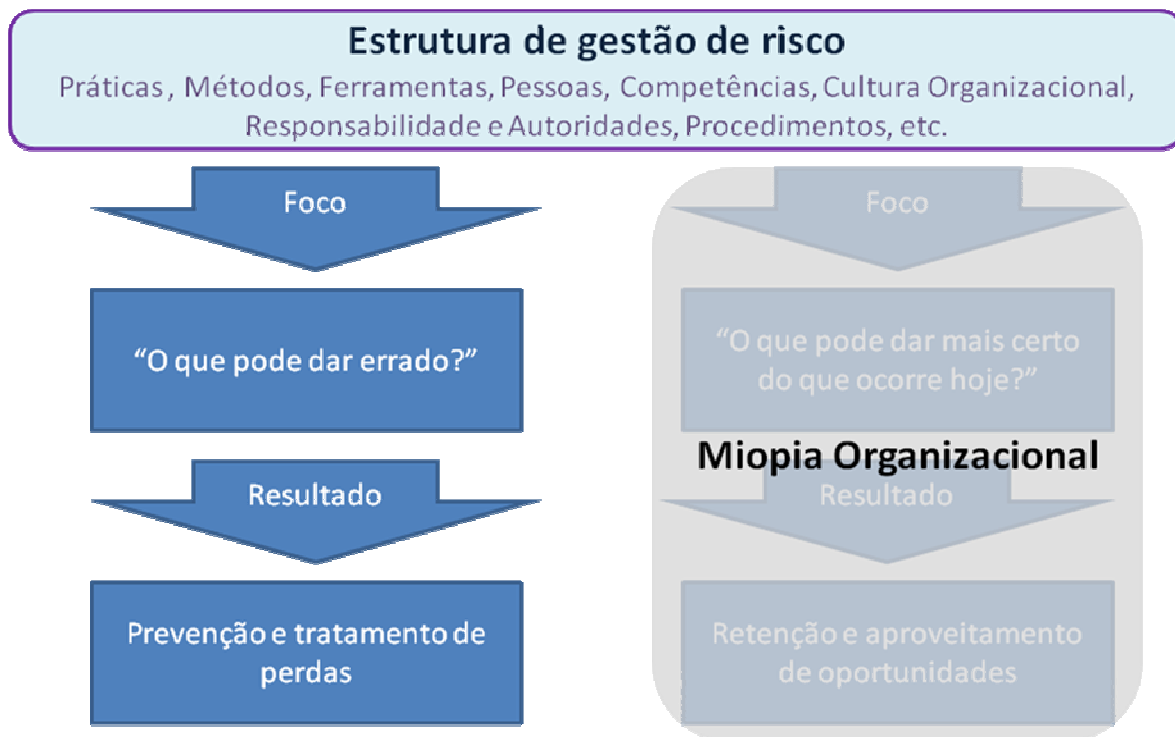 Estrutura de gestão de risco
Práticas, Métodos, Ferramentas, Pessoas, Competências, Cultura Organizacional,
Responsabilidade e Autoridades, Procedimentos, etc.
Foco
“O que pode dar errado?”
Resultado
Prevenção e tratamento de
perdas
Foco
“O que pode dar mais certo
do que ocorre hoje?”
Miopia Organizacional
Resultado
Retenção e aproveitamento
de oportunidades